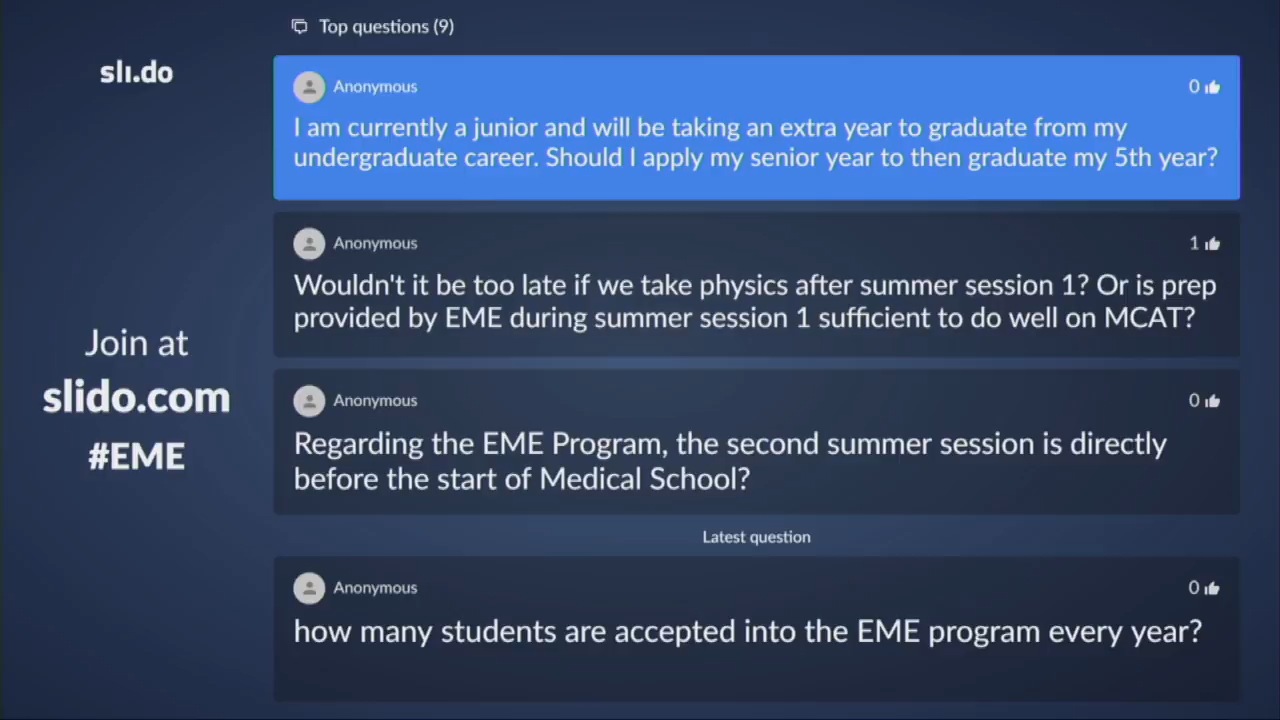 Top questions (9)
sli.do
Anonymous
0
I am currently a junior and will be taking an extra year to graduate from my
undergraduate career. Should I apply my senior year to then graduate my 5th year?
Anonymous
1
Wouldn't it be too late if we take physics after summer session 1? Or is prep
provided by EME during summer session 1 sufficient to do well on MCAT?
Join at
slido.com
#EME
Anonymous
0
Regarding the EME Program, the second summer session is directly
before the start of Medical School?
Latest question
Anonymous
0
how many students are accepted into the EME program every year?